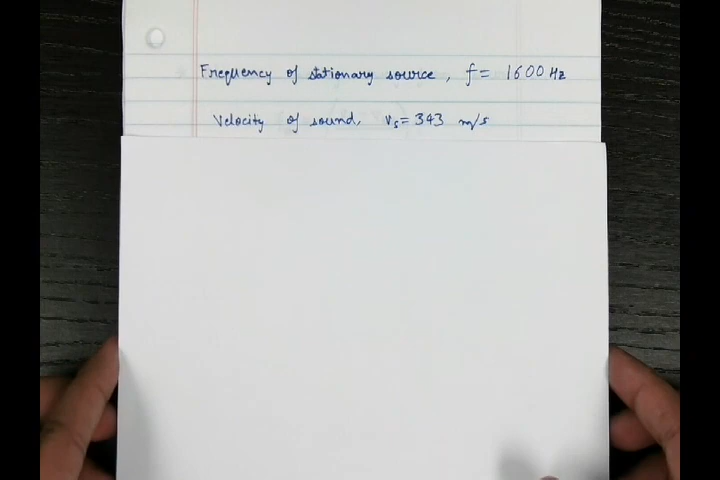 Frequency of stationary source, f = 1600 Hz
Velocity of sound, vs = 343 m/s